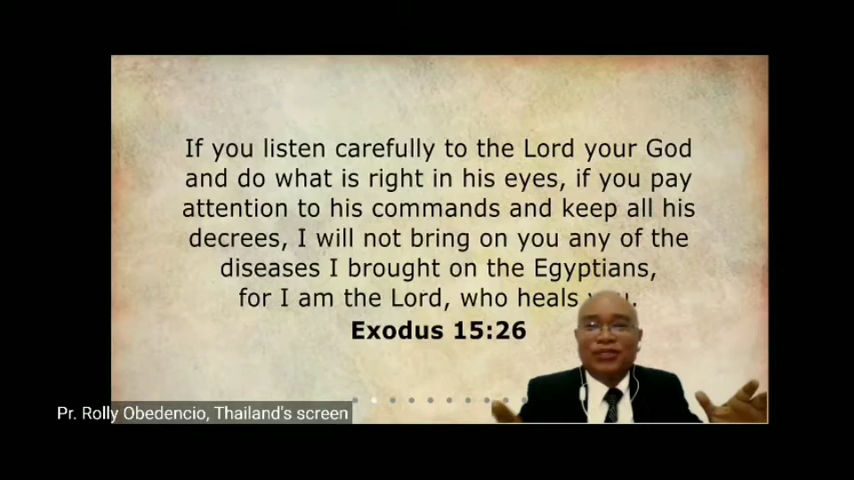 If you listen carefully to the Lord your God
and do what is right in his eyes, if you pay
attention to his commands and keep all his
decrees, I will not bring on you any of the
diseases I brought on the Egyptians,
for I am the Lord, who heals
Exodus 15:26
Pr. Rolly Obedencio, Thailand's screen